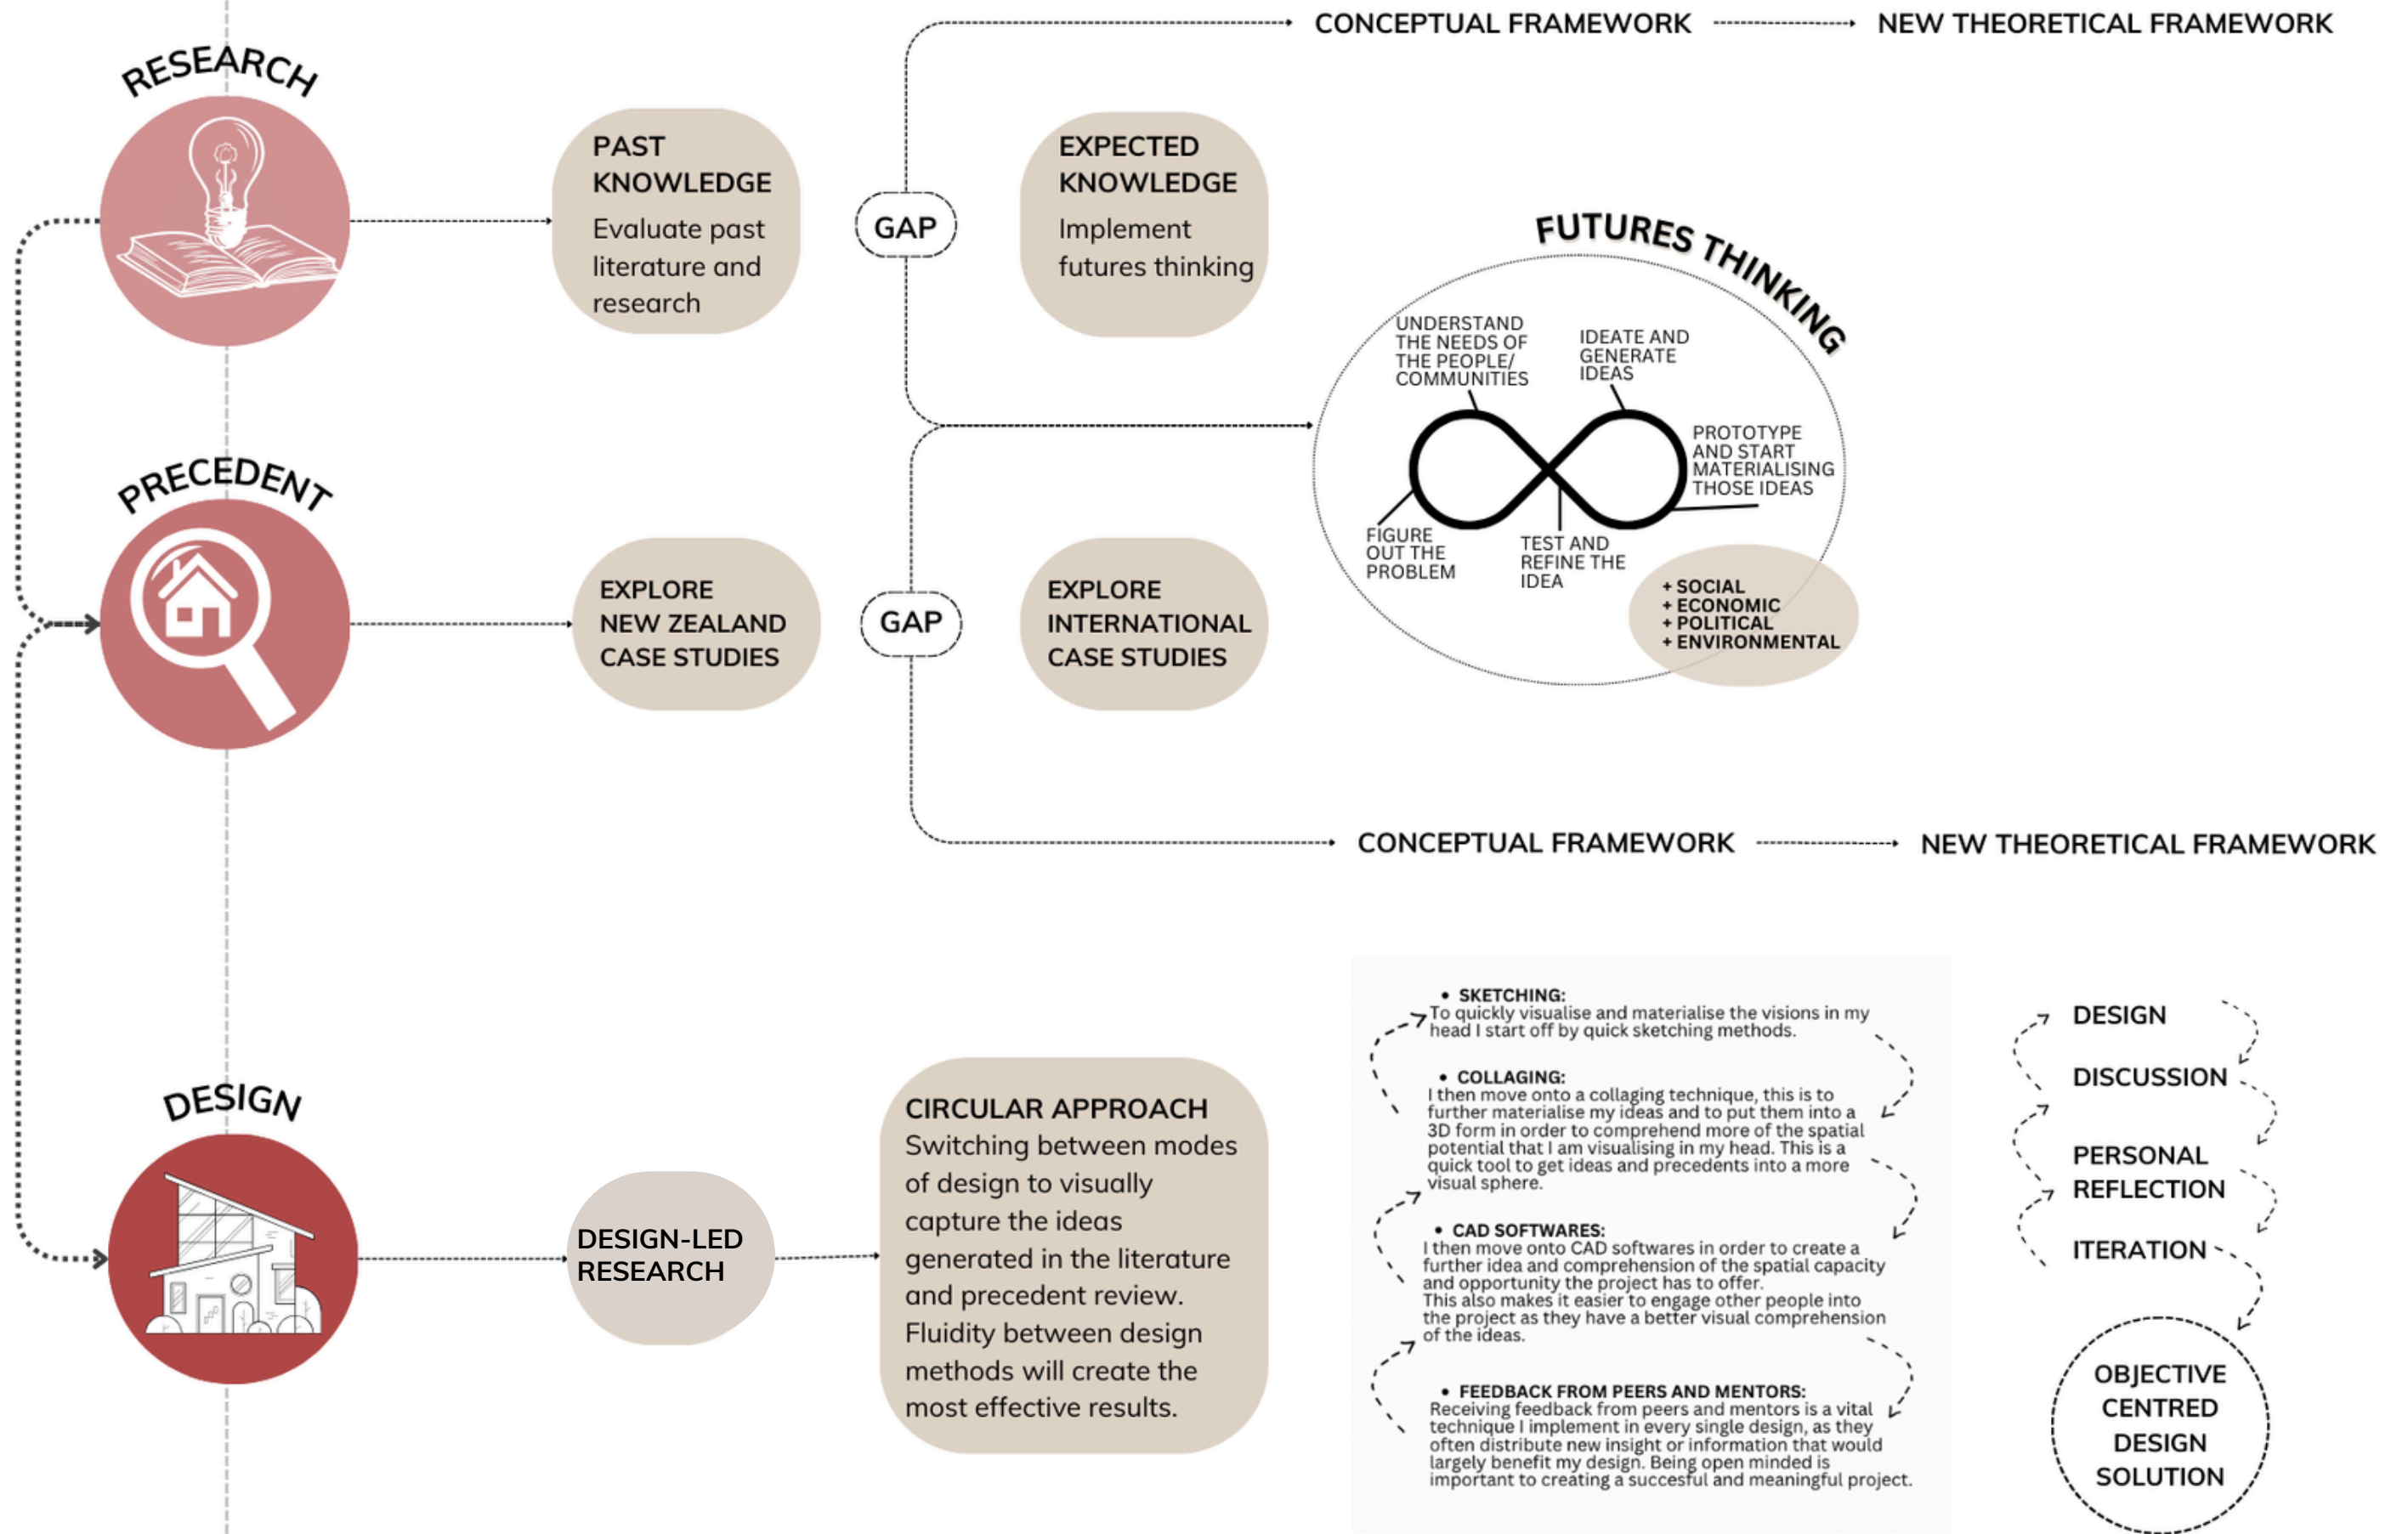 CONCEPTUAL FRAMEWORK
NEW THEORETICAL FRAMEWORK
RESEARCH
PAST
KNOWLEDGE
Evaluate past
literature and
research
GAP
EXPECTED
KNOWLEDGE
Implement
futures thinking
FUTURES THINKING
UNDERSTAND
THE NEEDS OF
THE PEOPLE/
COMMUNITIES
IDEATE AND
GENERATE
IDEAS
PROTOTYPE
AND START
MATERIALISING
THOSE IDEAS
FIGURE
OUT THE
PROBLEM
TEST AND
REFINE THE
IDEA
+ SOCIAL
+ ECONOMIC
+ POLITICAL
+ ENVIRONMENTAL
PRECEDENT
EXPLORE
NEW ZEALAND
CASE STUDIES
GAP
EXPLORE
INTERNATIONAL
CASE STUDIES
CONCEPTUAL FRAMEWORK
NEW THEORETICAL FRAMEWORK
DESIGN
DESIGN-LED
RESEARCH
CIRCULAR APPROACH
Switching between modes
of design to visually
capture the ideas
generated in the literature
and precedent review.
Fluidity between design
methods will create the
most effective results.
• SKETCHING:
To quickly visualise and materialise the visions in my
head I start off by quick sketching methods.
• COLLAGING:
I then move onto a collaging technique, this is to
further materialise my ideas and to put them into a
3D form in order to comprehend more of the spatial
potential that I am visualising in my head. This is a
quick tool to get ideas and precedents into a more
visual sphere.
• CAD SOFTWARES:
I then move onto CAD softwares in order to create a
further idea and comprehension of the spatial capacity
and opportunity the project has to offer.
This also makes it easier to engage other people into
the project as they have a better visual comprehension
of the ideas.
• FEEDBACK FROM PEERS AND MENTORS:
Receiving feedback from peers and mentors is a vital
technique I implement in every single design, as they
often distribute new insight or information that would
largely benefit my design. Being open minded is
important to creating a succesful and meaningful project.
DESIGN
DISCUSSION
PERSONAL
REFLECTION
ITERATION
OBJECTIVE
CENTRED
DESIGN
SOLUTION